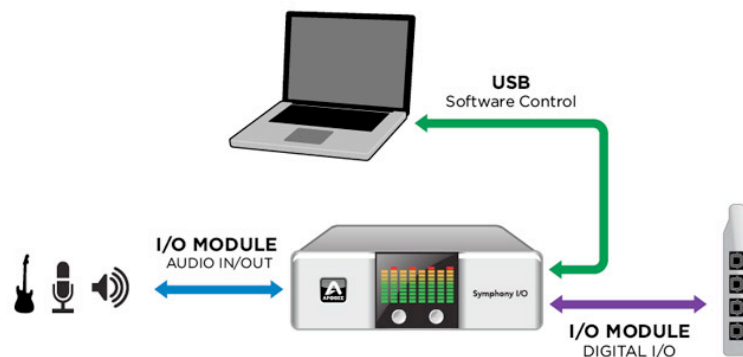 USB
Software Control
I/O MODULE
AUDIO IN/OUT
APOGEE
Symphony I/O
I/O MODULE
DIGITAL I/O